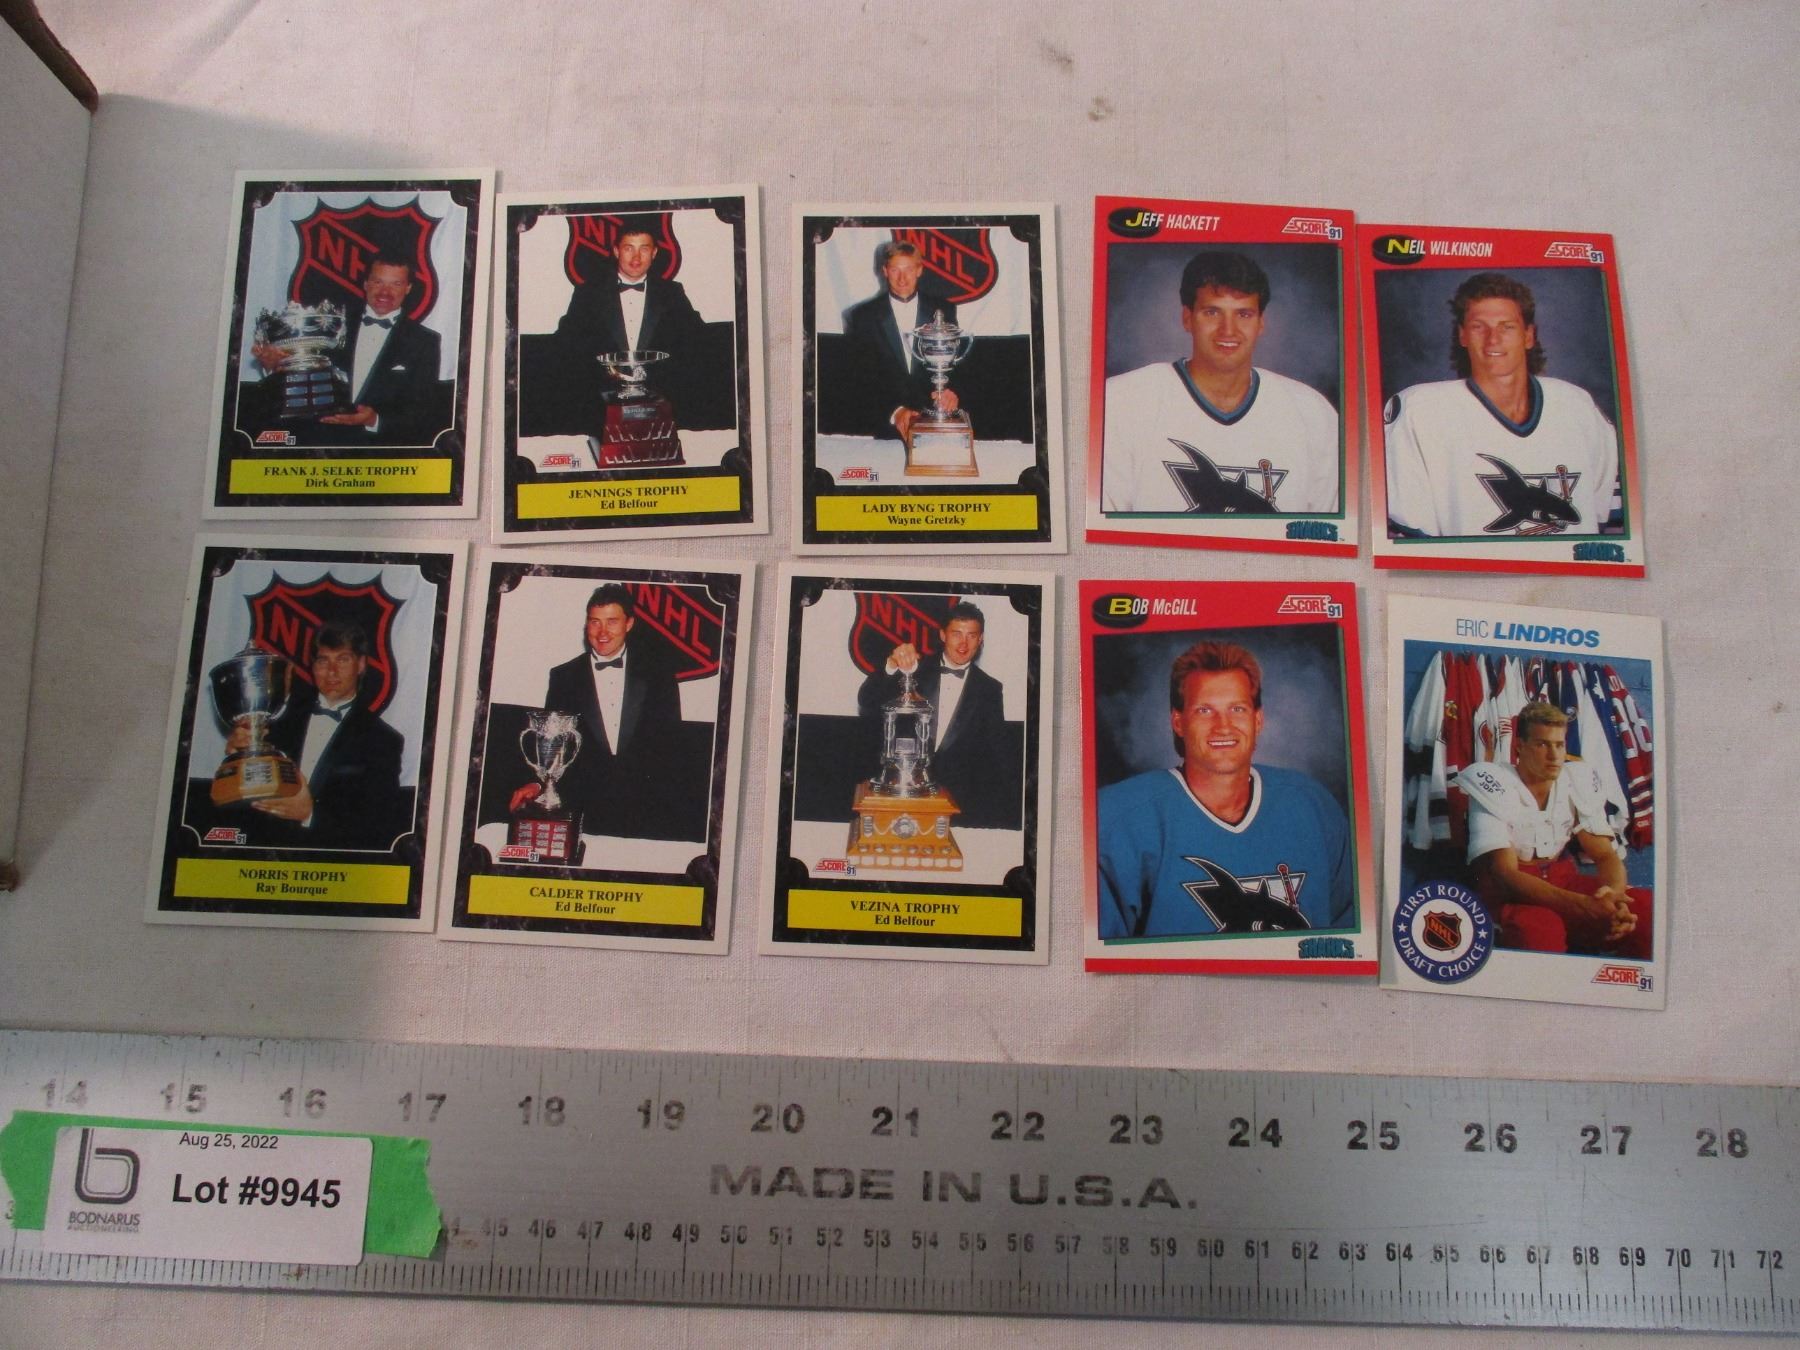 NHL
SCORE 91
FRANK J. SELKE TROPHY
Dirk Graham
NHL
SCORE 91
JENNINGS TROPHY
Ed Belfour
NHL
SCORE 91
LADY BYNG TROPHY
Wayne Gretzky
JEFF HACKETT
SCORE 91
SHARKS
NEIL WILKINSON
SCORE 91
SHARKS
NHL
SCORE 91
NORRIS TROPHY
Ray Bourque
NHL
SCORE 91
CALDER TROPHY
Ed Belfour
NHL
SCORE 91
VEZINA TROPHY
Ed Belfour
BOB McGILL
SCORE 91
SHARKS
ERIC LINDROS
JOFA
JDP
FIRST ROUND
NHL
DRAFT CHOICE
SCORE 91
14 15 16 17 18 19 20 21 22 23 24 25 26 27 28
MADE IN U.S.A.
Aug 25, 2022
Lot #9945
b
BODNARUS
AUCTIONEERING
45 46 47 48 49 50 51 52 53 54 55 56 57 58 59 60 61 62 63 64 65 66 67 68 69 70 71 72